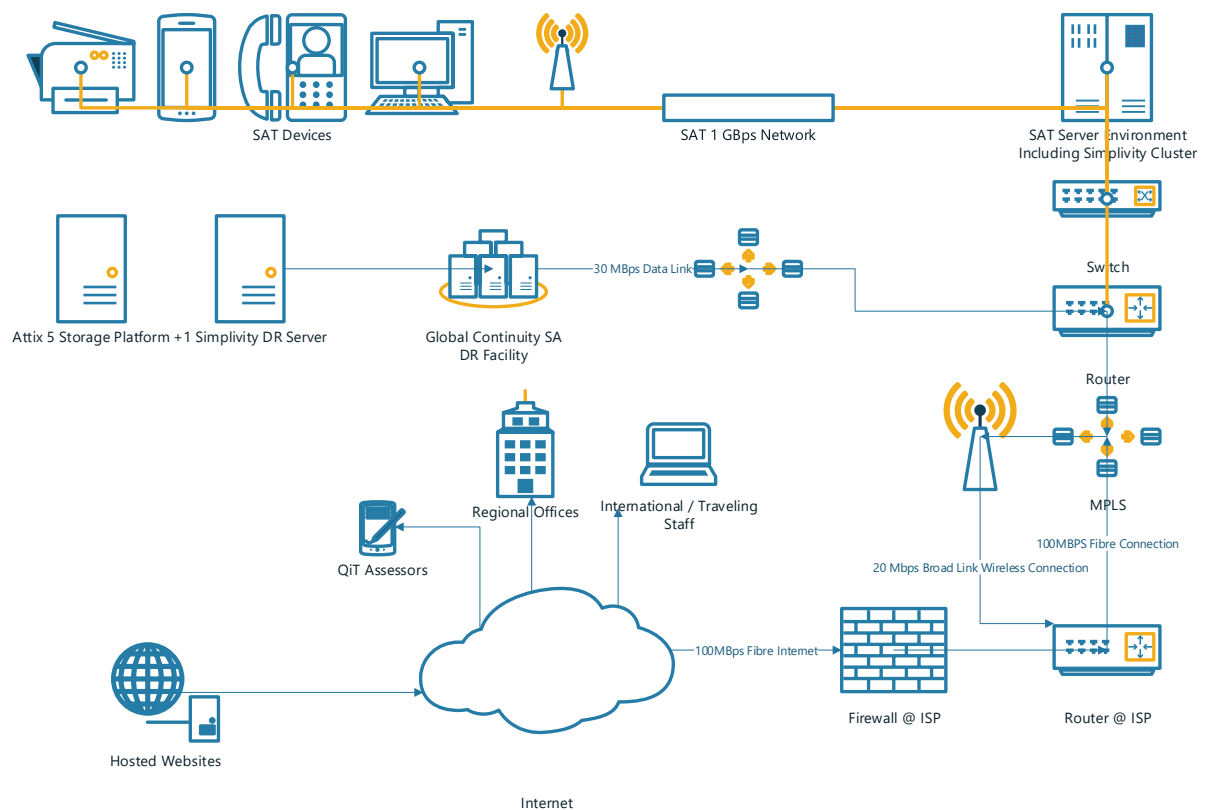 SAT Devices
SAT 1 GBps Network
SAT Server Environment
Including Simplivity Cluster
Switch
30 MBps Data Link
Attix 5 Storage Platform +1 Simplivity DR Server
Global Continuity SA
DR Facility
Router
Regional Offices
International / Traveling
Staff
MPLS
QiT Assessors
100MBPS Fibre Connection
20 Mbps Broad Link Wireless Connection
100MBps Fibre Internet
Firewall @ ISP
Router @ ISP
Hosted Websites
Internet